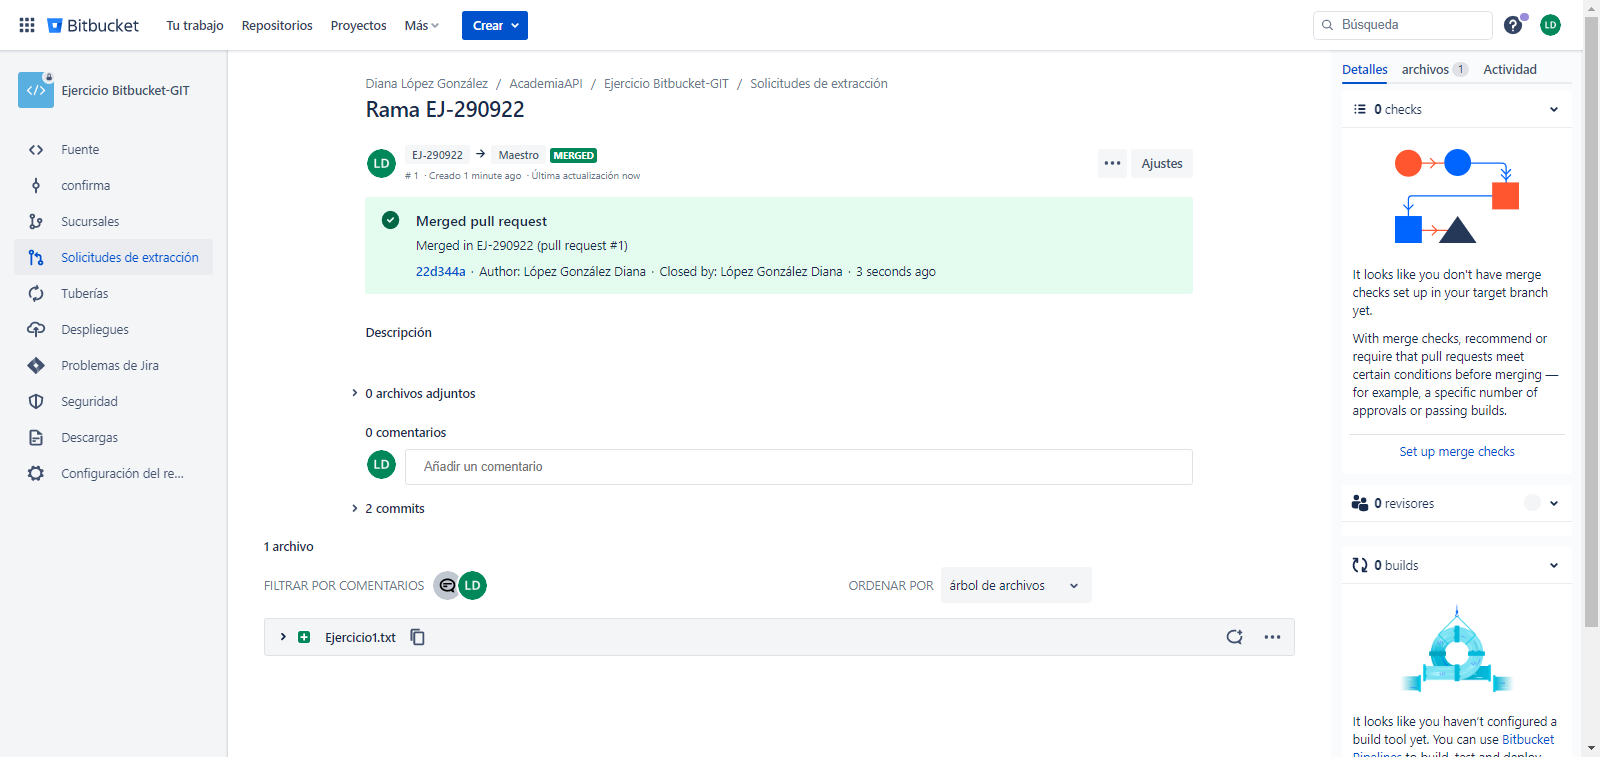 Bitbucket
Tu trabajo
Repositorios
Proyectos
Más
Crear
Búsqueda
LD
Ejercicio Bitbucket-GIT
Fuente
confirma
Sucursales
Solicitudes de extracción
Tuberías
Despliegues
Problemas de Jira
Seguridad
Descargas
Configuración del re...
Diana López González / AcademiaAPI / Ejercicio Bitbucket-GIT / Solicitudes de extracción
Rama EJ-290922
LD
EJ-290922 → Maestro MERGED
# 1 · Creado 1 minute ago · Última actualización now
Ajustes
Merged pull request
Merged in EJ-290922 (pull request #1)
22d344a · Author: López González Diana · Closed by: López González Diana · 3 seconds ago
Descripción
0 archivos adjuntos
0 comentarios
LD
Añadir un comentario
2 commits
1 archivo
FILTRAR POR COMENTARIOS
LD
ORDENAR POR
árbol de archivos
Ejercicio1.txt
Detalles
archivos 1
Actividad
0 checks
It looks like you don't have merge
checks set up in your target branch
yet.
With merge checks, recommend or
require that pull requests meet
certain conditions before merging —
for example, a specific number of
approvals or passing builds.
Set up merge checks
0 revisores
0 builds
It looks like you haven’t configured a
build tool yet. You can use Bitbucket
Pipelines to build, test and deploy